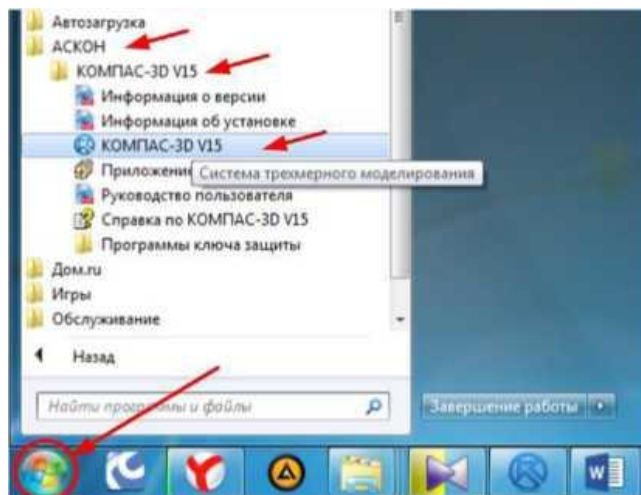 Автозагрузка
АСКОН
КОМПАС-3D V15
Информация о версии
Информация об установке
КОМПАС-3D V15
Приложение
Система трехмерного моделирования
Руководство пользователя
Справка по КОМПАС-3D V15
Программы ключа защиты
Дом.ru
Игры
Обслуживание
Назад
Найти программы и файлы
Завершение работы